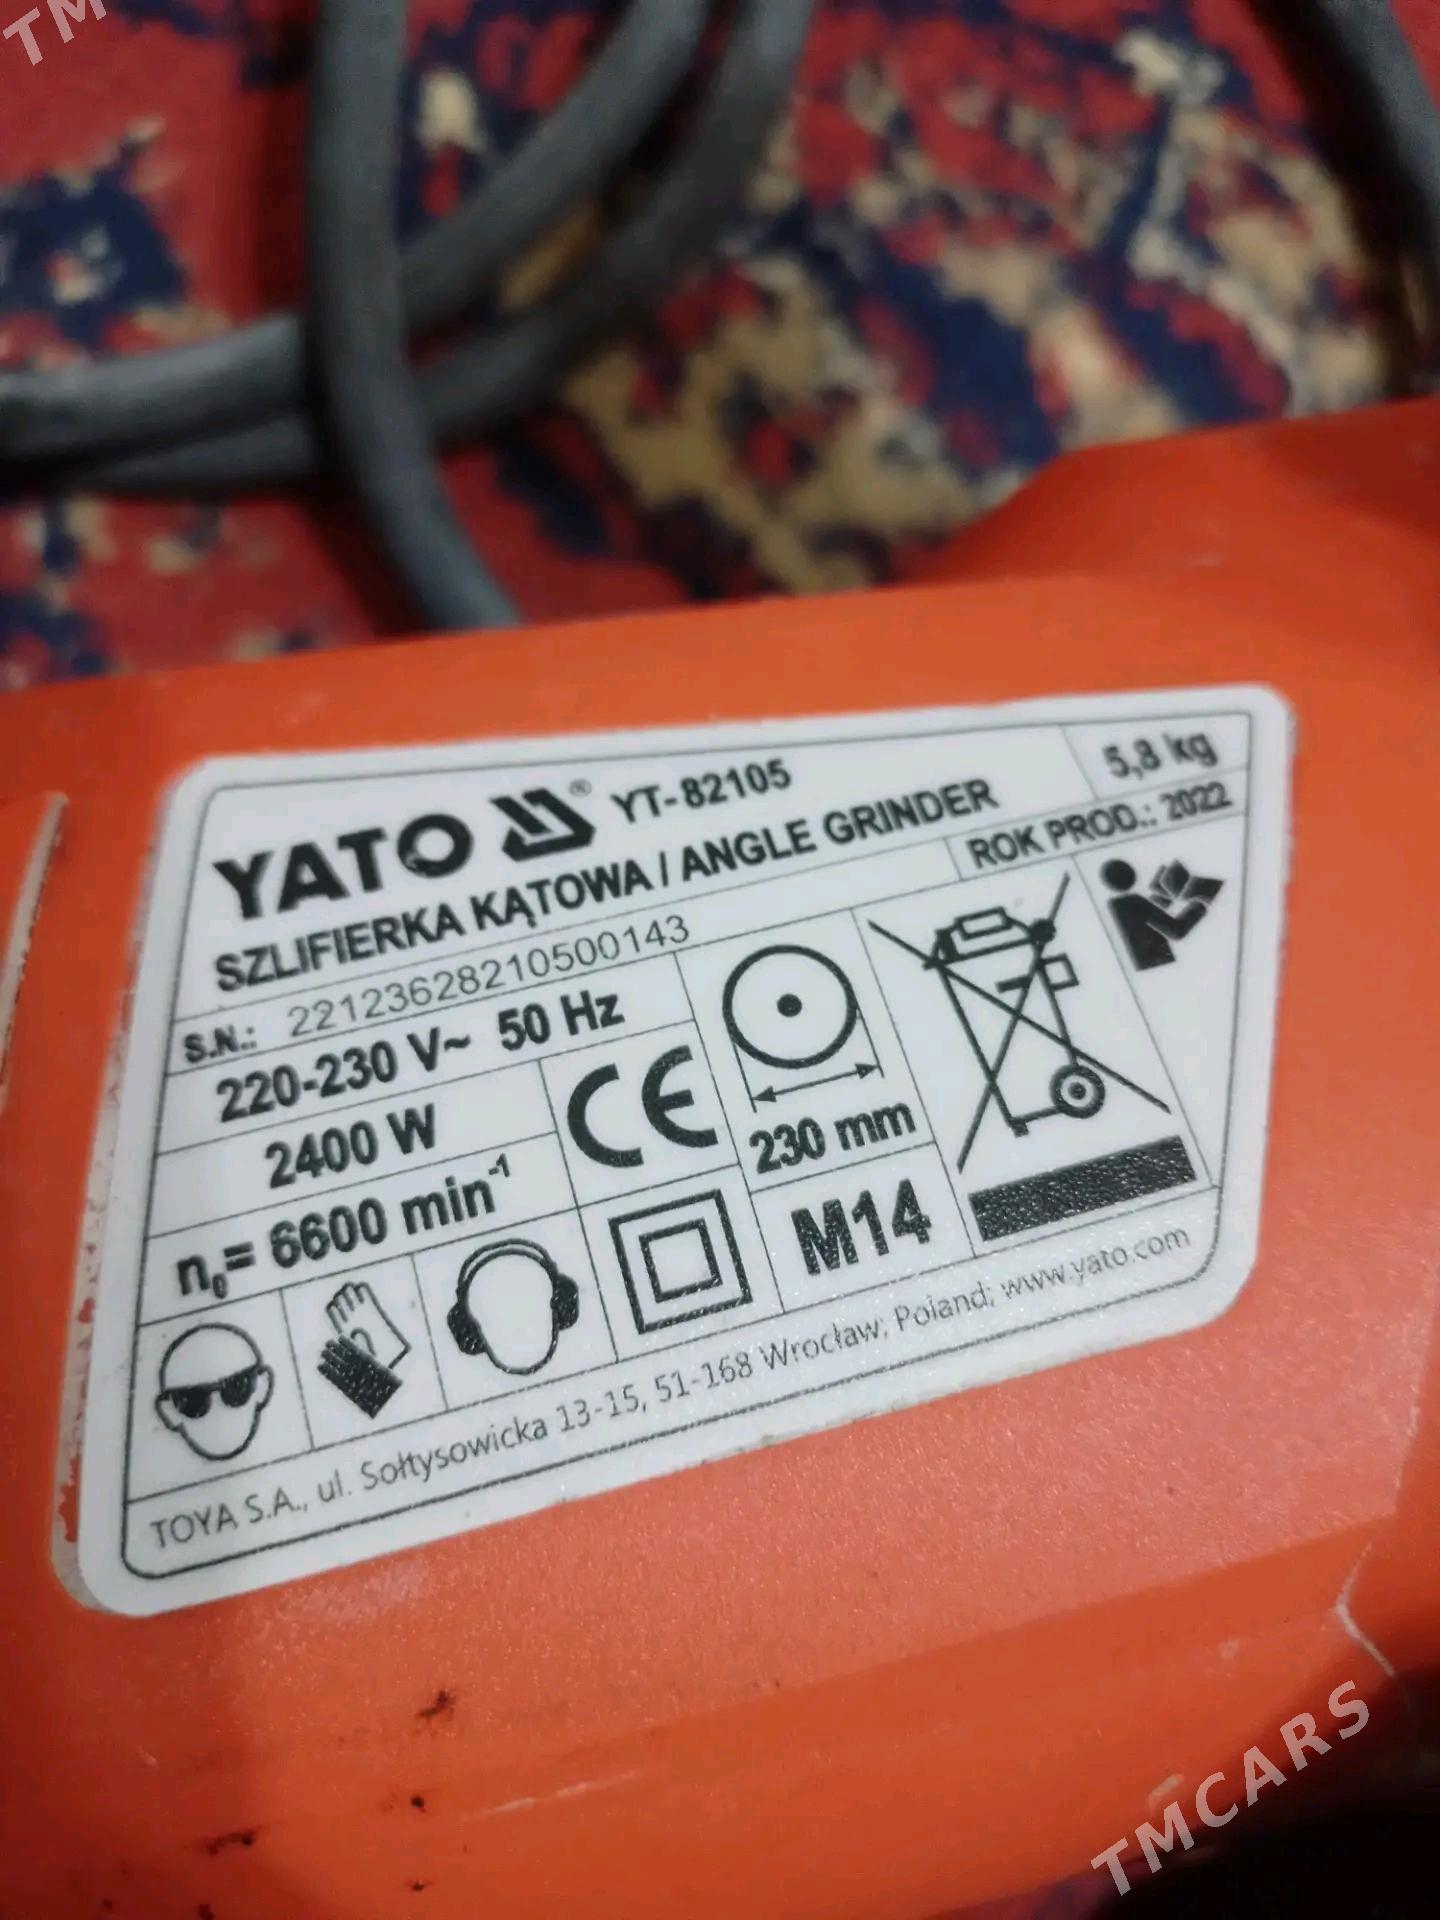 TM
YATO ® YT-82105
5,8 kg
SZLIFIERKA KĄTOWA / ANGLE GRINDER
ROK PROD.: 2022
S.N.: 22123628210500143
220-230 V~ 50 Hz
2400 W
CE
230 mm
n₀= 6600 min⁻¹
M14
TOYA S.A., ul. Sołtysowicka 13-15, 51-168 Wrocław; Poland; www.yato.com
TMCARS